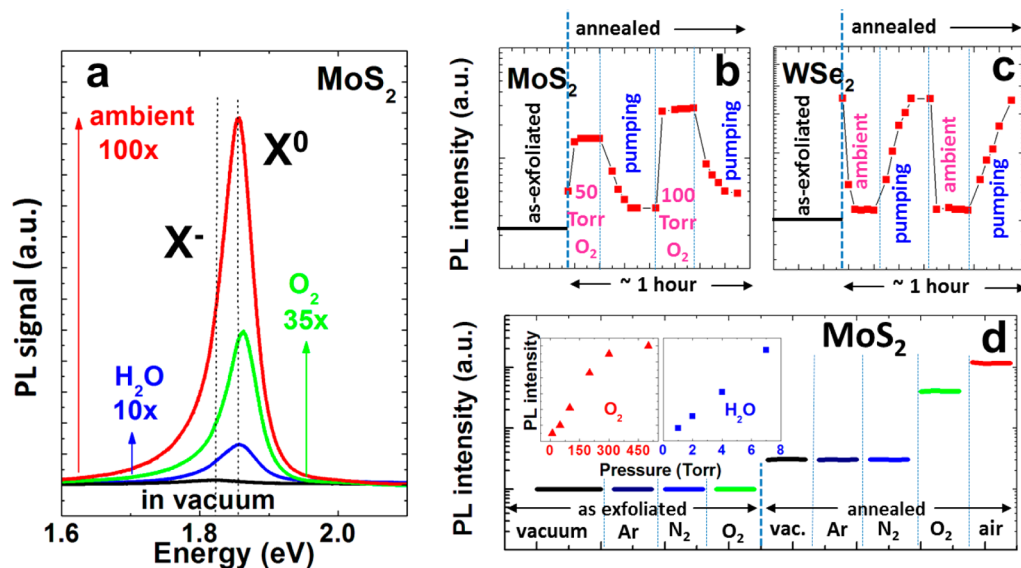 a
MoS2
ambient
100x
X⁰
X⁻
O2
35x
H2O
10x
in vacuum
PL signal (a.u.)
1.6
1.8
2.0
Energy (eV)
annealed
b
MoS2
as-exfoliated
50
Torr
O2
pumping
100
Torr
O2
pumping
PL intensity (a.u.)
~ 1 hour
annealed
c
WSe2
as-exfoliated
ambient
pumping
ambient
pumping
~ 1 hour
MoS2
d
PL intensity (a.u.)
PL intensity
O2
0 150 300 450
H2O
0 2 4 6 8
Pressure (Torr)
as exfoliated
annealed
vacuum
Ar
N2
O2
vac.
Ar
N2
O2
air